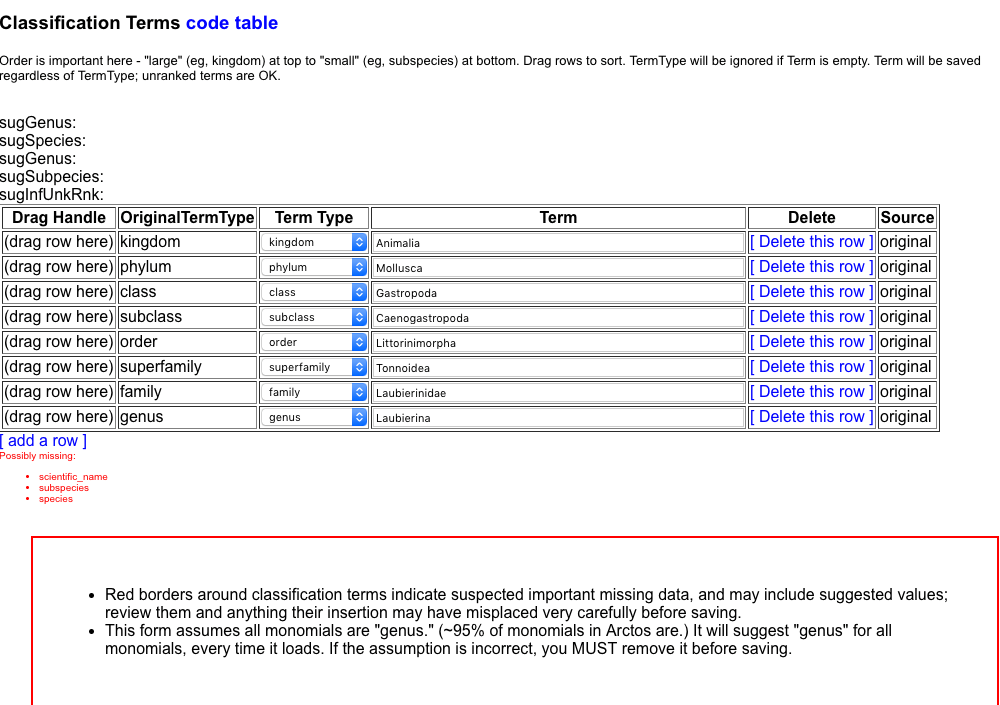 Classification Terms code table
Order is important here - "large" (eg, kingdom) at top to "small" (eg, subspecies) at bottom. Drag rows to sort. TermType will be ignored if Term is empty. Term will be saved
regardless of TermType; unranked terms are OK.
sugGenus:
sugSpecies:
sugGenus:
sugSubpecies:
sugInfUnkRnk:
Drag Handle OriginalTermType Term Type Term Delete Source
(drag row here) kingdom kingdom Animalia [ Delete this row ] original
(drag row here) phylum phylum Mollusca [ Delete this row ] original
(drag row here) class class Gastropoda [ Delete this row ] original
(drag row here) subclass subclass Caenogastropoda [ Delete this row ] original
(drag row here) order order Littorinimorpha [ Delete this row ] original
(drag row here) superfamily superfamily Tonnoidea [ Delete this row ] original
(drag row here) family family Laubierinidae [ Delete this row ] original
(drag row here) genus genus Laubierina [ Delete this row ] original
[ add a row ]
Possibly missing:
• scientific_name
• subspecies
• species
• Red borders around classification terms indicate suspected important missing data, and may include suggested values;
review them and anything their insertion may have misplaced very carefully before saving.
• This form assumes all monomials are "genus." (~95% of monomials in Arctos are.) It will suggest "genus" for all
monomials, every time it loads. If the assumption is incorrect, you MUST remove it before saving.